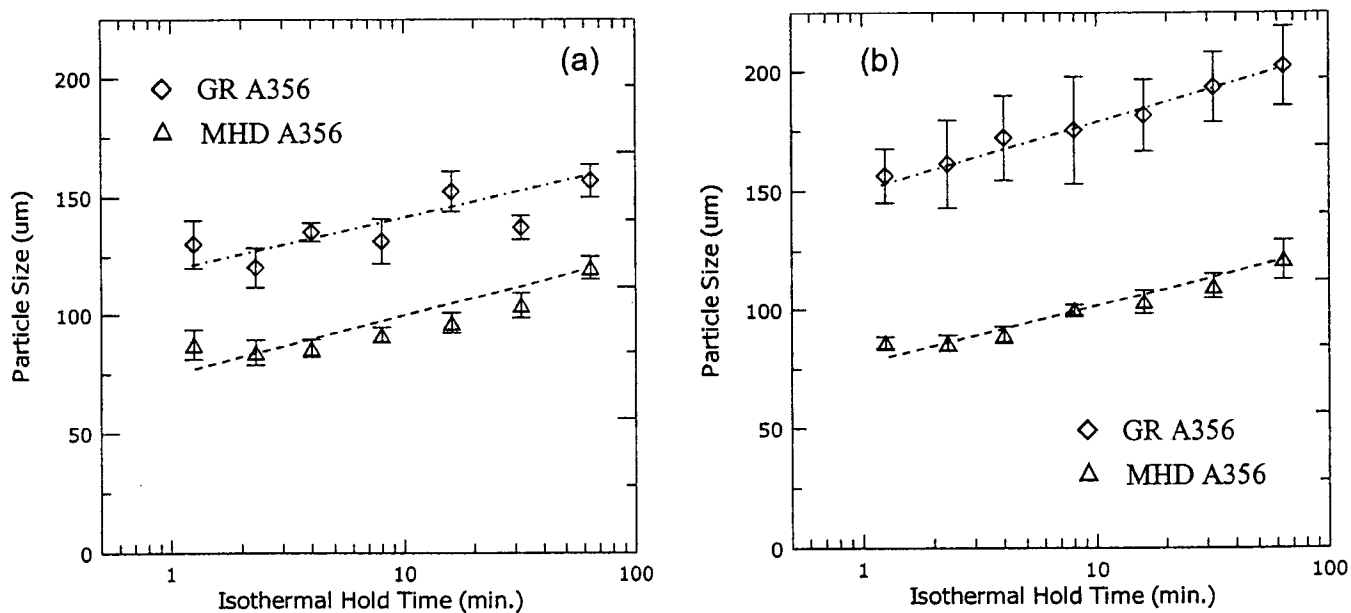 (a)
GR A356
MHD A356
200
150
100
50
0
Particle Size (um)
1 10 100
Isothermal Hold Time (min.)
(b)
200
150
100
50
0
Particle Size (um)
GR A356
MHD A356
1 10 100
Isothermal Hold Time (min.)